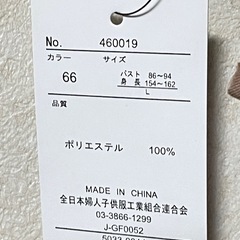 No. 460019
カラー サイズ
66 バスト 86～94
身長 154～162
L
品質
ポリエステル 100%
MADE IN CHINA
全日本婦人子供服工業組合連合会
03-3866-1299
J-GF0052